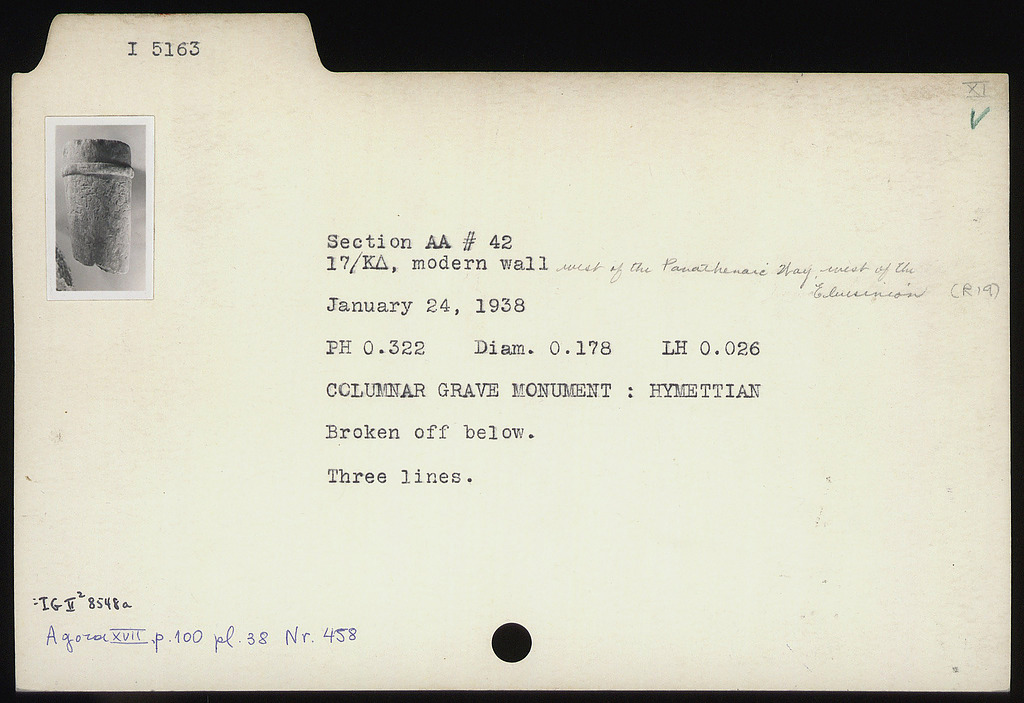 I 5163
XI
Section AA # 42
17/ΚΔ, modern wall west of the Panathenaic Way, west of the
Eleusinion (R 19)
January 24, 1938
PH 0.322 Diam. 0.178 LH 0.026
COLUMNAR GRAVE MONUMENT : HYMETTIAN
Broken off below.
Three lines.
=IG II² 8548a
Agora XVII p.100 pl.38 Nr. 458